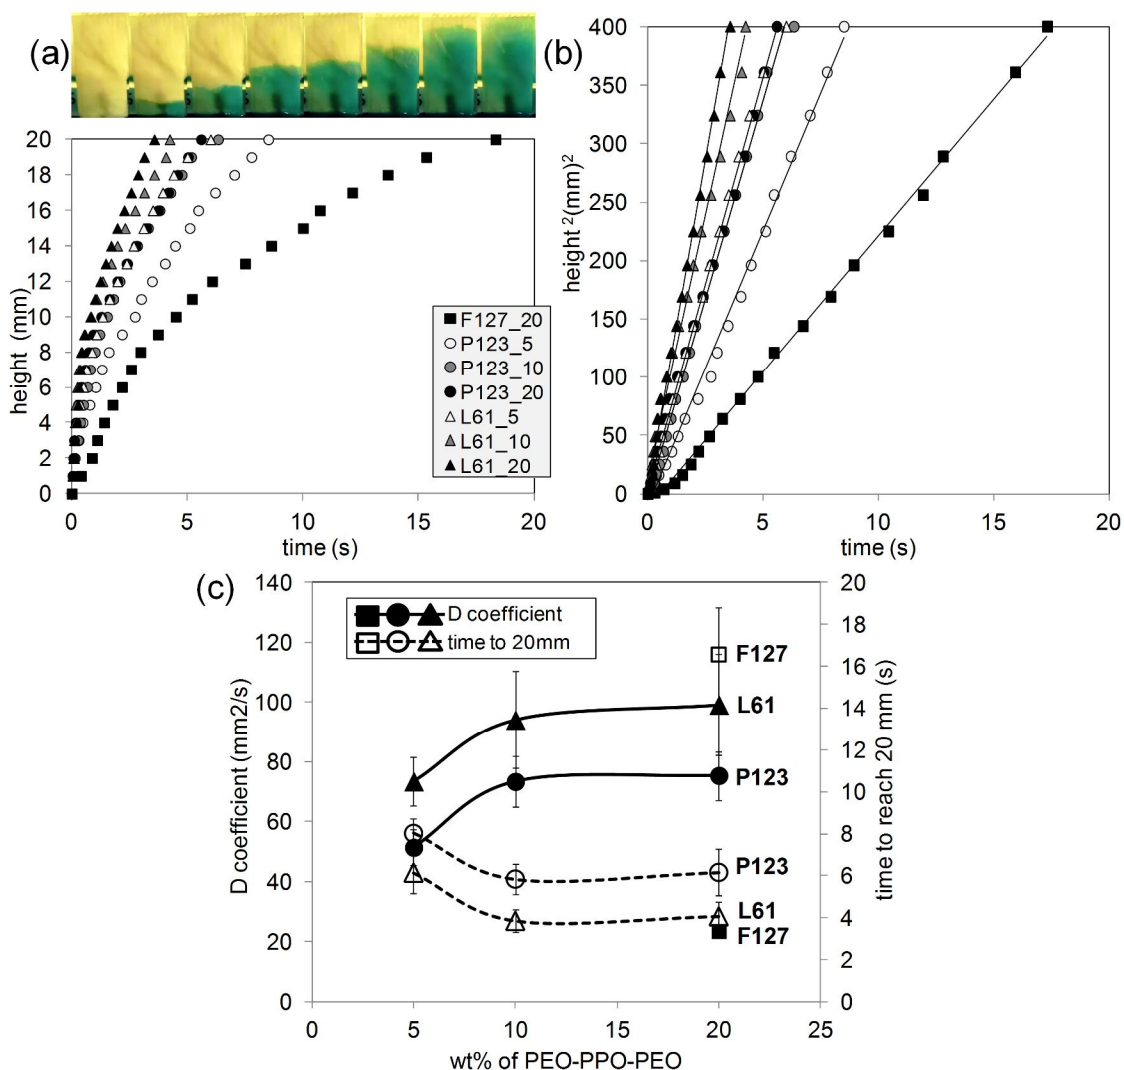 (a)
20
18
16
14
12
10
8
6
4
2
0
height (mm)
0 5 10 15 20
time (s)
F127_20
P123_5
P123_10
P123_20
L61_5
L61_10
L61_20
(b)
400
350
300
250
200
150
100
50
0
height ²(mm)²
0 5 10 15 20
time (s)
(c)
140
120
100
80
60
40
20
0
D coefficient (mm2/s)
D coefficient
time to 20mm
F127
L61
P123
P123
L61
F127
20
18
16
14
12
10
8
6
4
2
0
time to reach 20 mm (s)
0 5 10 15 20 25
wt% of PEO-PPO-PEO